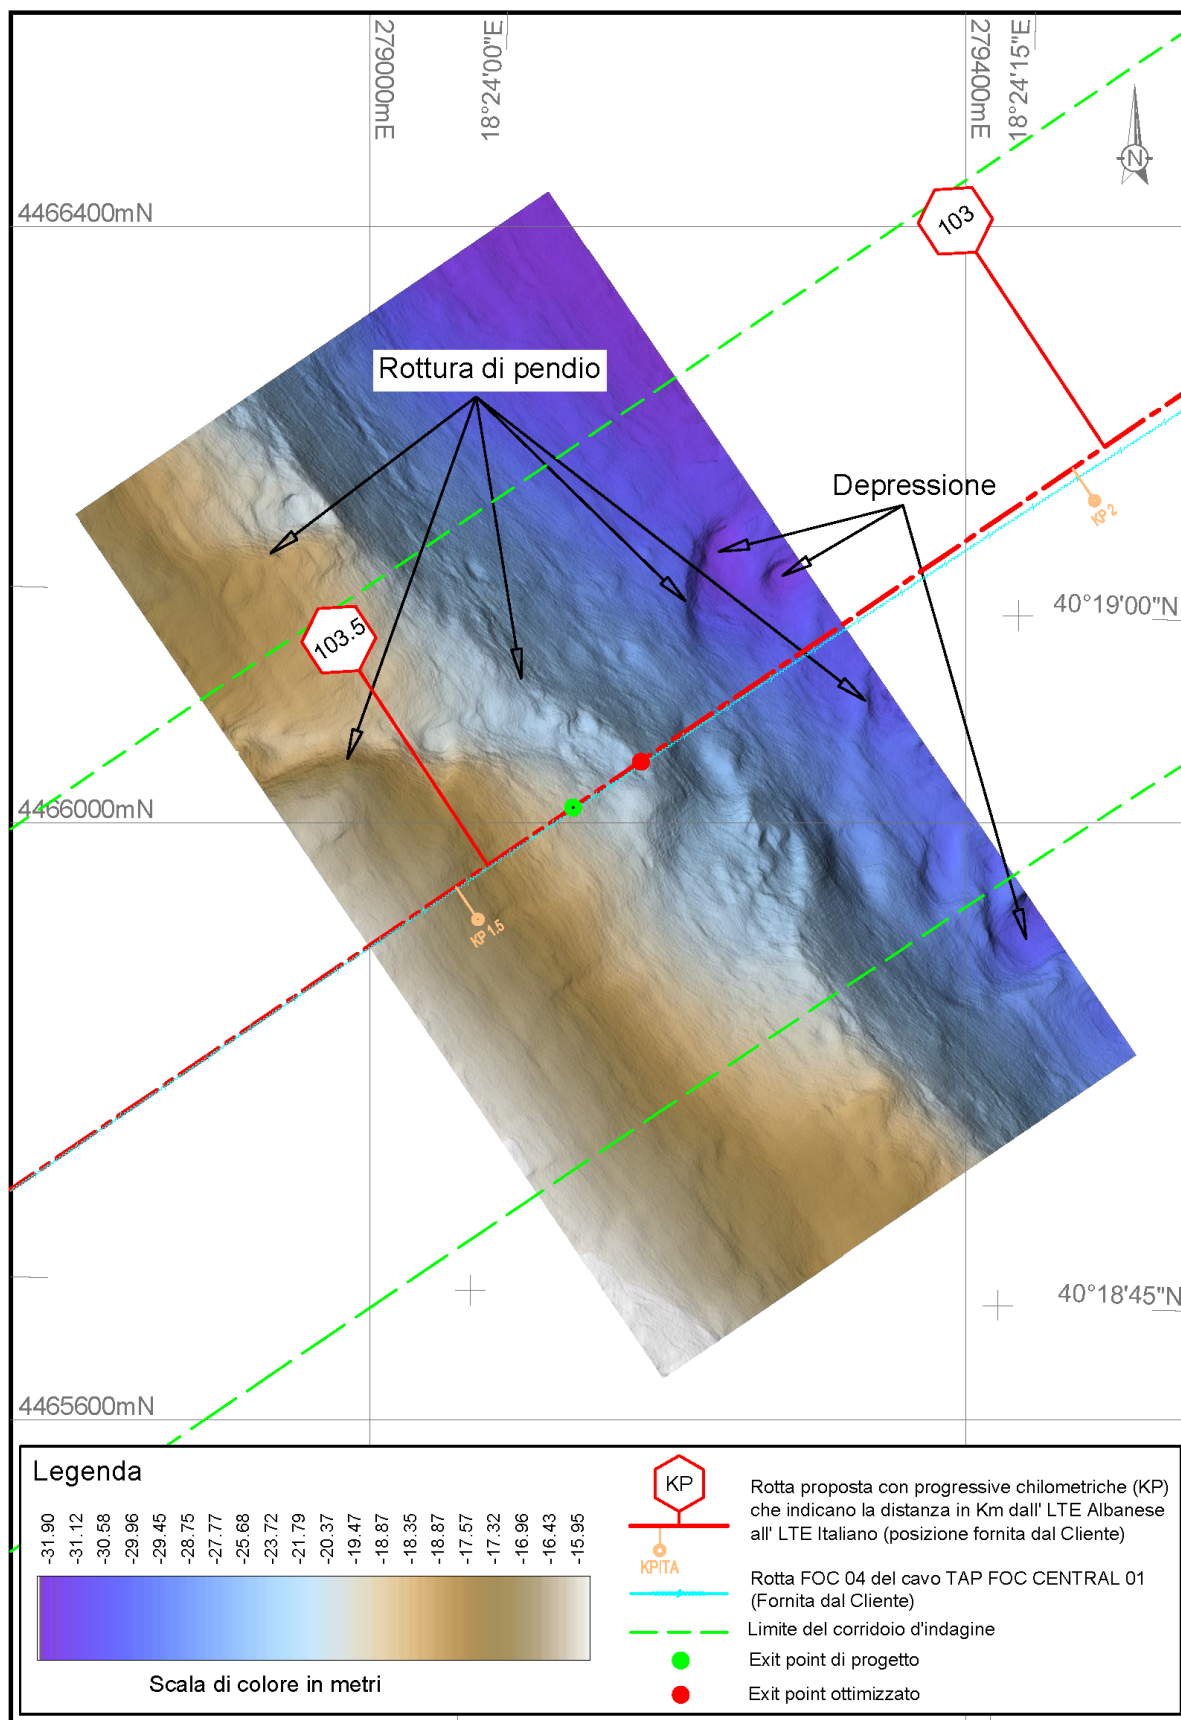 279000mE
18°24'00"E
279400mE
18°24'15"E
N
4466400mN
103
Rottura di pendio
Depressione
KP 2
40°19'00"N
103.5
4466000mN
KP 1.5
40°18'45"N
4465600mN
Legenda
-31.90
-31.12
-30.58
-29.96
-29.45
-28.75
-27.77
-25.68
-23.72
-21.79
-20.37
-19.47
-18.87
-18.35
-18.87
-17.57
-17.32
-16.96
-16.43
-15.95
Scala di colore in metri
KP
Rotta proposta con progressive chilometriche (KP)
che indicano la distanza in Km dall' LTE Albanese
all' LTE Italiano (posizione fornita dal Cliente)
KPITA
Rotta FOC 04 del cavo TAP FOC CENTRAL 01
(Fornita dal Cliente)
Limite del corridoio d'indagine
Exit point di progetto
Exit point ottimizzato